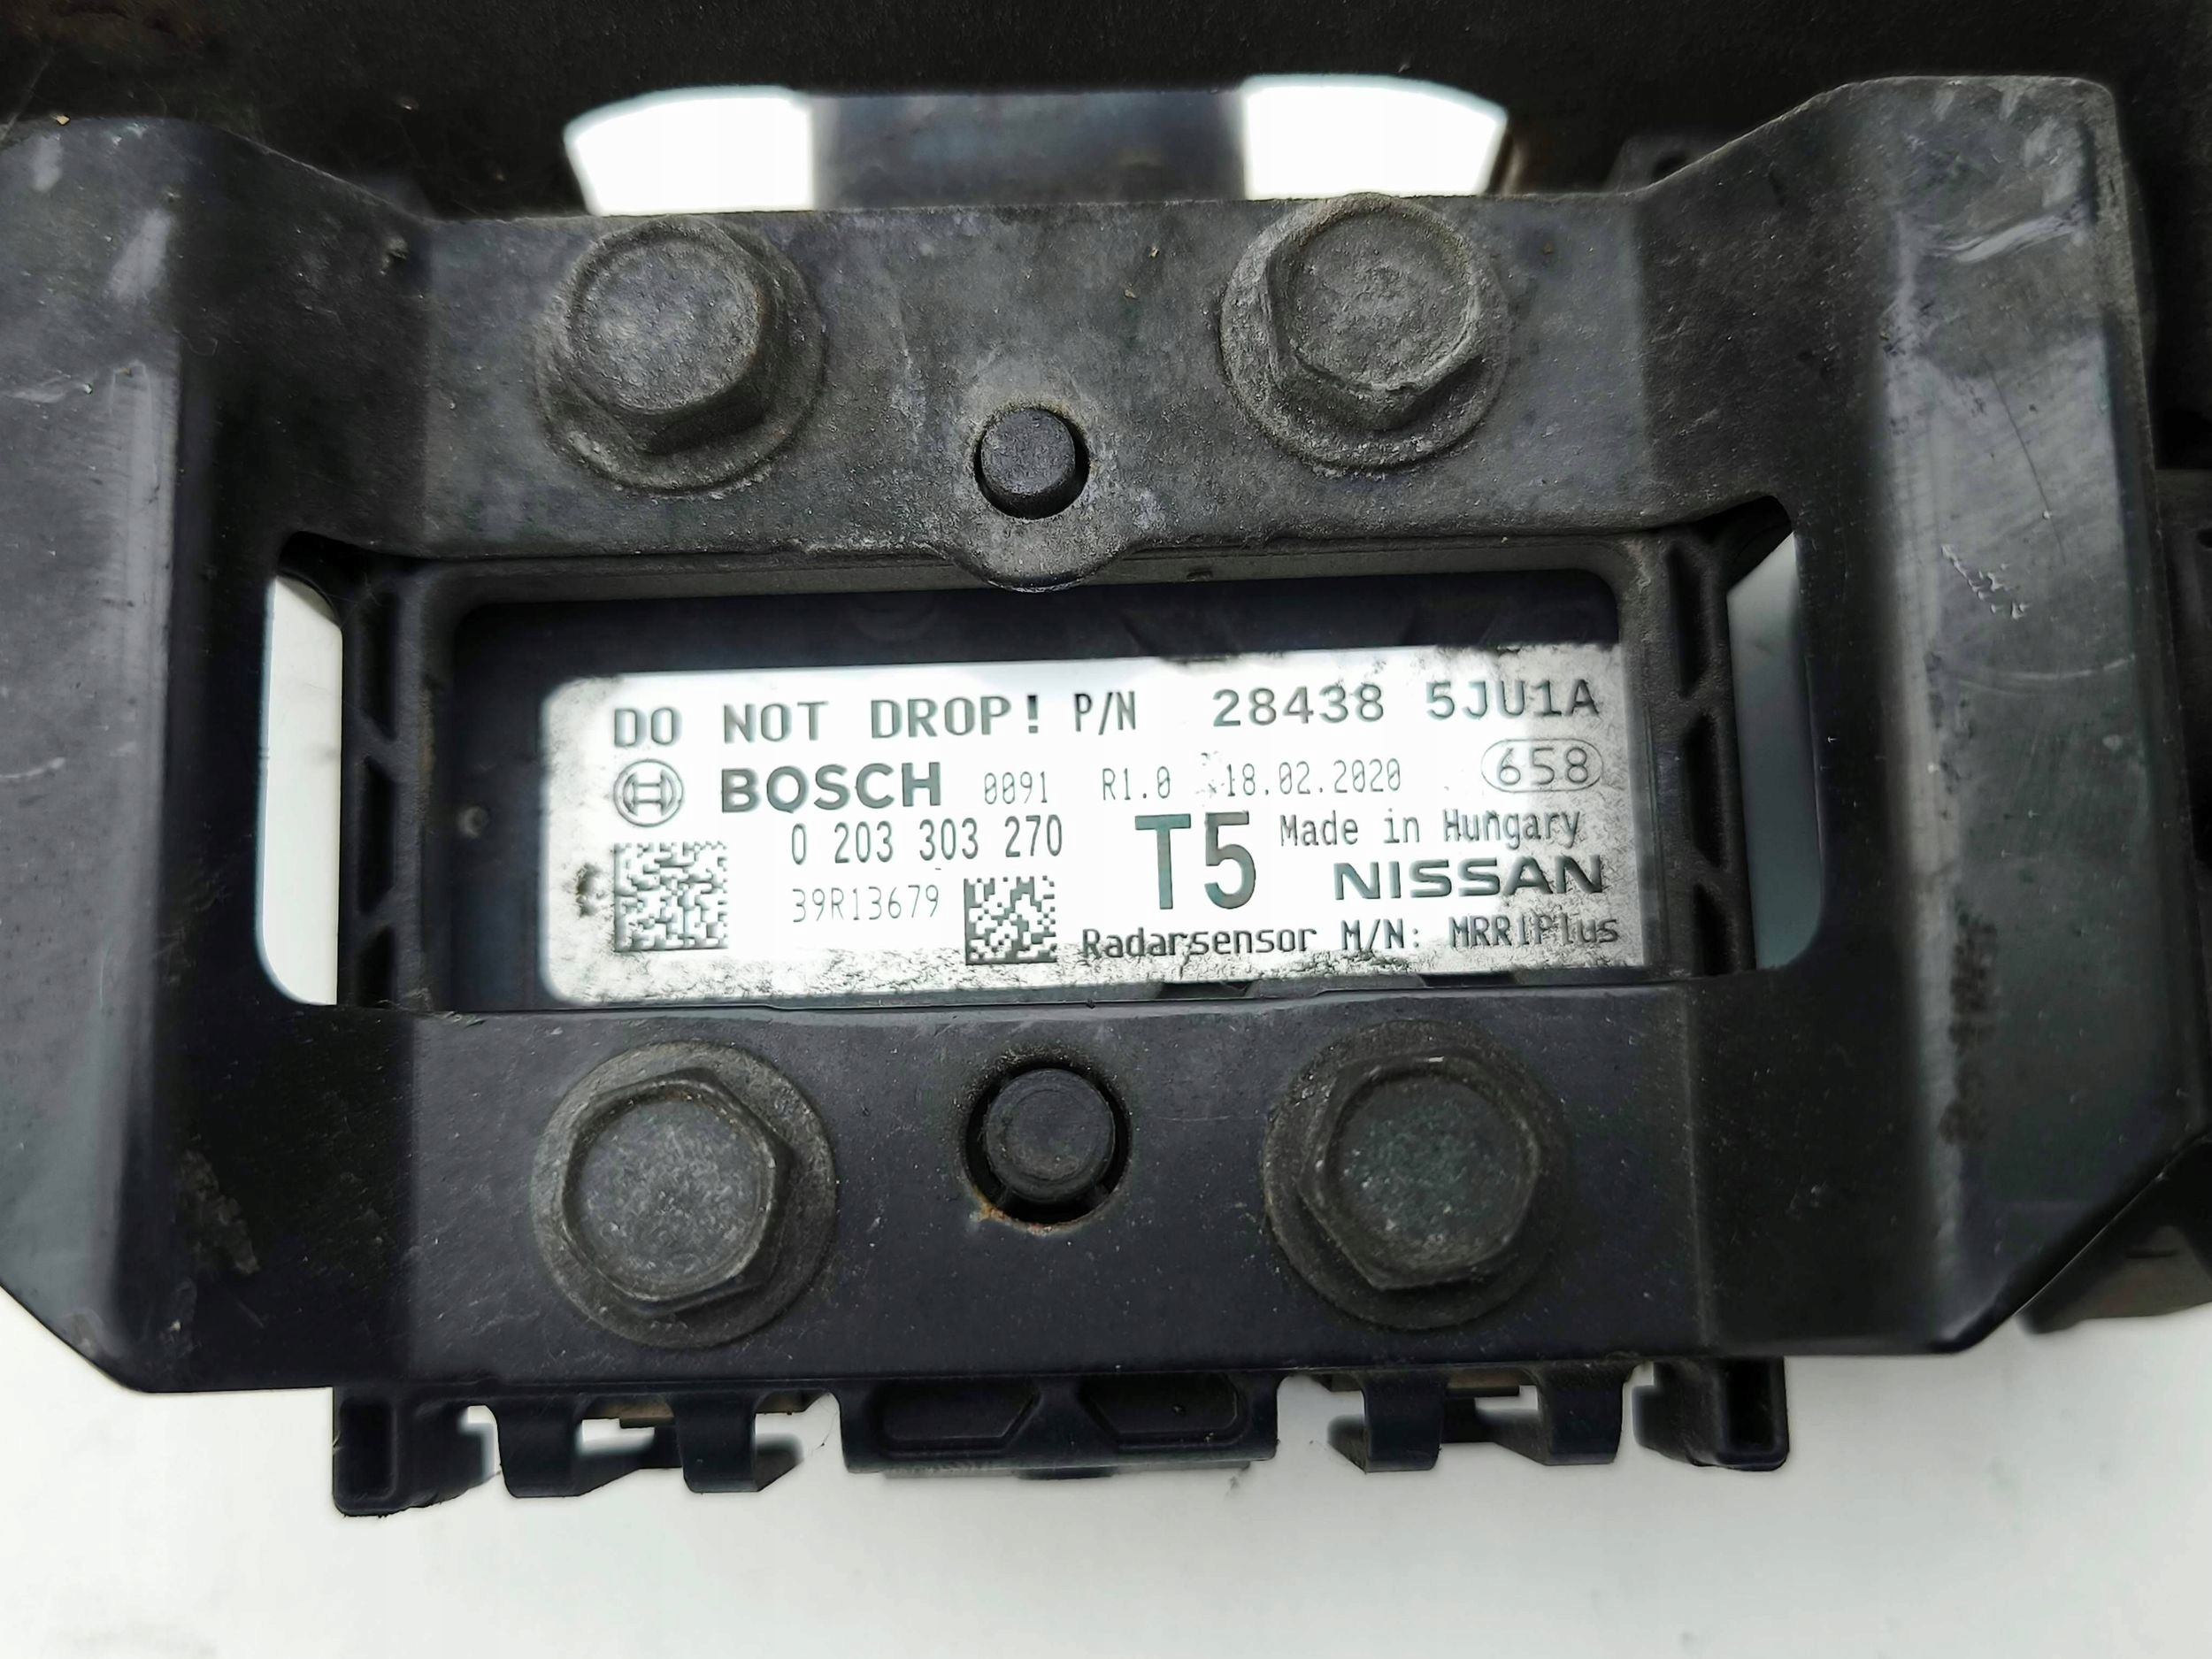 DO NOT DROP! P/N 28438 5JU1A
BOSCH 0091 R1.0 18.02.2020 658
0 203 303 270 T5 Made in Hungary
39R13679 NISSAN
Radarsensor M/N: MRR1Plus